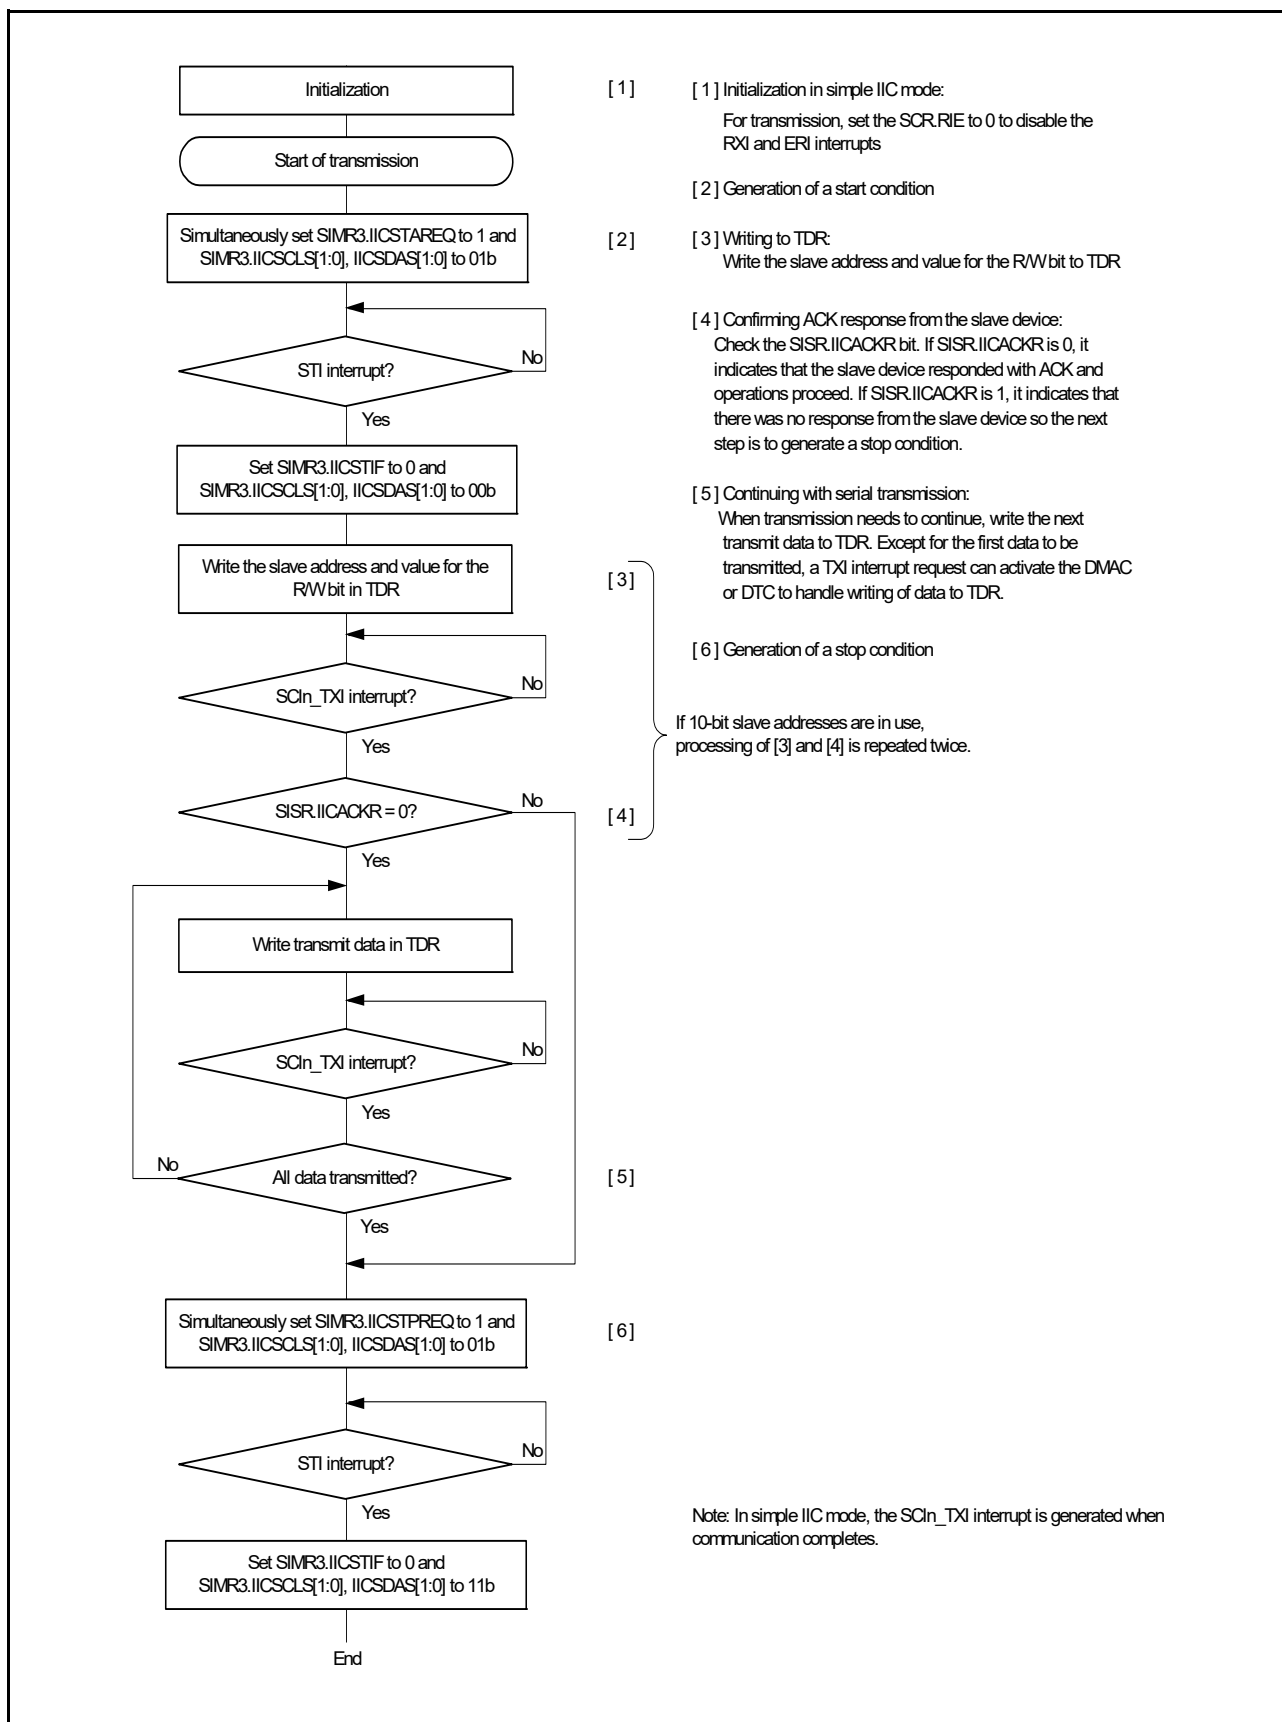 Initialization
[ 1 ]
[ 1 ] Initialization in simple IIC mode:
For transmission, set the SCR.RIE to 0 to disable the
RXI and ERI interrupts
Start of transmission
[ 2 ] Generation of a start condition
Simultaneously set SIMR3.IICSTAREQ to 1 and
SIMR3.IICSCLS[1:0], IICSDAS[1:0] to 01b
[ 2 ]
[ 3 ] Writing to TDR:
Write the slave address and value for the R/W bit to TDR
STI interrupt?
No
Yes
[ 4 ] Confirming ACK response from the slave device:
Check the SISR.IICACKR bit. If SISR.IICACKR is 0, it
indicates that the slave device responded with ACK and
operations proceed. If SISR.IICACKR is 1, it indicates that
there was no response from the slave device so the next
step is to generate a stop condition.
Set SIMR3.IICSTIF to 0 and
SIMR3.IICSCLS[1:0], IICSDAS[1:0] to 00b
[ 5 ] Continuing with serial transmission:
When transmission needs to continue, write the next
transmit data to TDR. Except for the first data to be
transmitted, a TXI interrupt request can activate the DMAC
or DTC to handle writing of data to TDR.
Write the slave address and value for the
R/W bit in TDR
[ 3 ]
[ 6 ] Generation of a stop condition
SCIn_TXI interrupt?
No
Yes
If 10-bit slave addresses are in use,
processing of [3] and [4] is repeated twice.
SISR.IICACKR = 0?
No
[ 4 ]
Yes
Write transmit data in TDR
SCIn_TXI interrupt?
No
Yes
No
All data transmitted?
[ 5 ]
Yes
Simultaneously set SIMR3.IICSTPREQ to 1 and
SIMR3.IICSCLS[1:0], IICSDAS[1:0] to 01b
[ 6 ]
STI interrupt?
No
Yes
Note: In simple IIC mode, the SCIn_TXI interrupt is generated when
communication completes.
Set SIMR3.IICSTIF to 0 and
SIMR3.IICSCLS[1:0], IICSDAS[1:0] to 11b
End